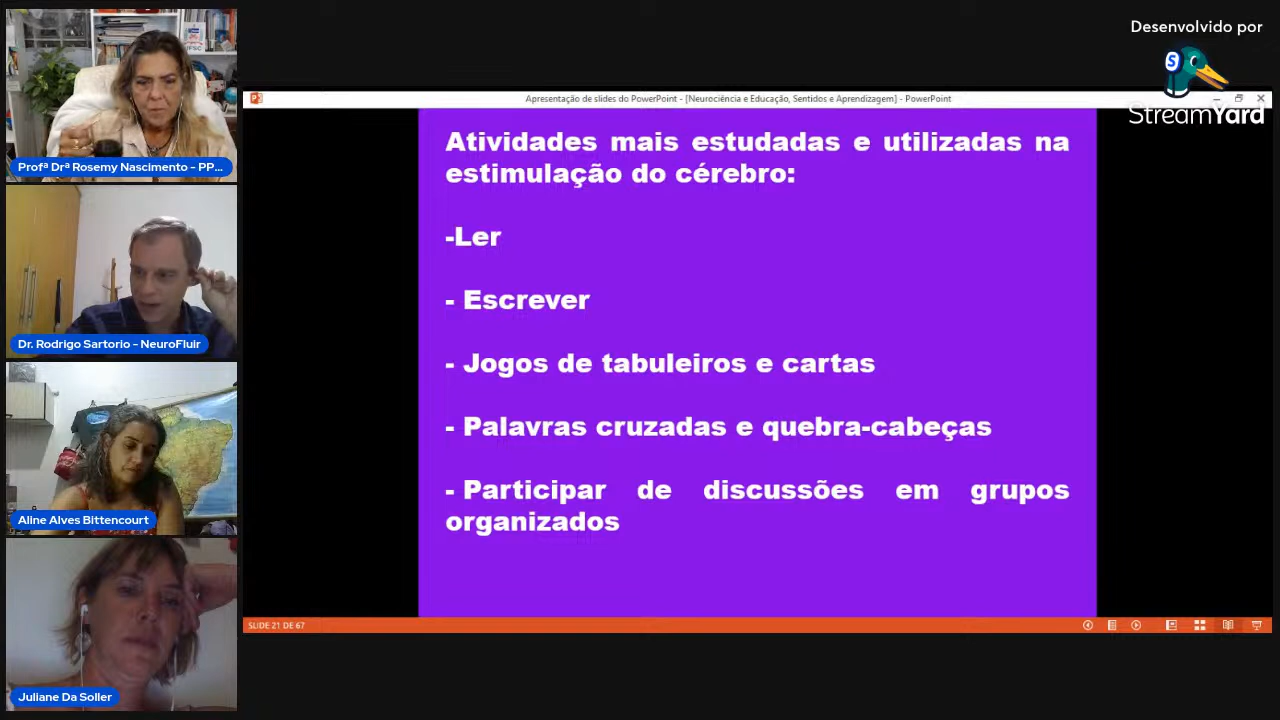 Desenvolvido por
StreamYard
Apresentação de slides do PowerPoint - [Neurociência e Educação, Sentidos e Aprendizagem] - PowerPoint
Atividades mais estudadas e utilizadas na
estimulação do cérebro:
-Ler
- Escrever
- Jogos de tabuleiros e cartas
- Palavras cruzadas e quebra-cabeças
- Participar de discussões em grupos
organizados
SLIDE 21 DE 67
Profª Drª Rosemy Nascimento - PP...
Dr. Rodrigo Sartorio - NeuroFluir
Aline Alves Bittencourt
Juliane Da Soller